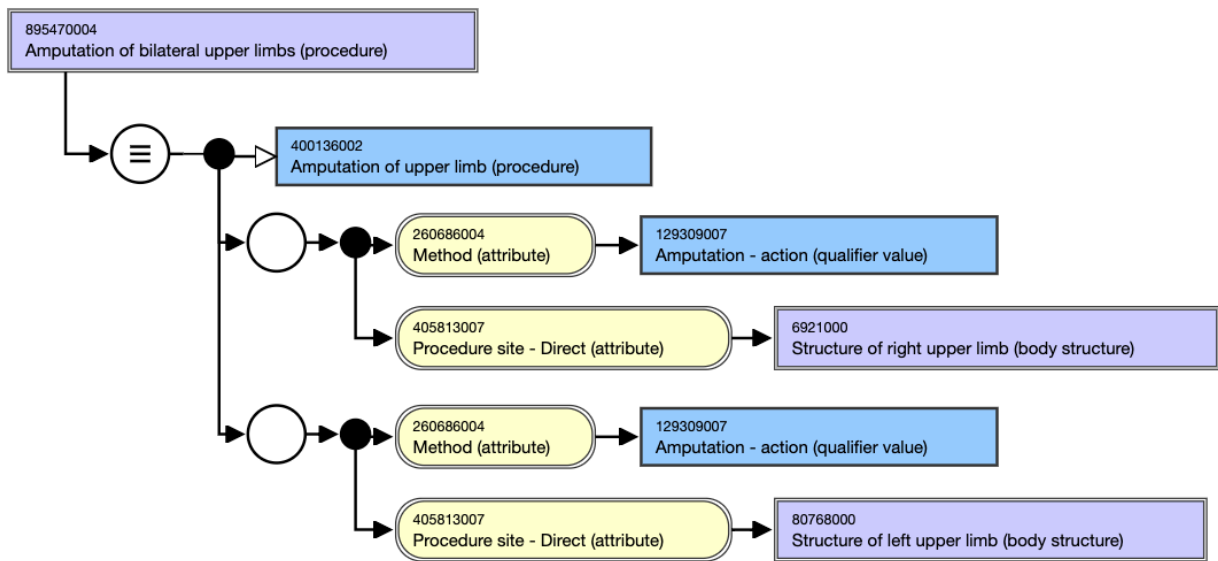 895470004
Amputation of bilateral upper limbs (procedure)
400136002
Amputation of upper limb (procedure)
260686004
Method (attribute)
129309007
Amputation - action (qualifier value)
405813007
Procedure site - Direct (attribute)
6921000
Structure of right upper limb (body structure)
260686004
Method (attribute)
129309007
Amputation - action (qualifier value)
405813007
Procedure site - Direct (attribute)
80768000
Structure of left upper limb (body structure)